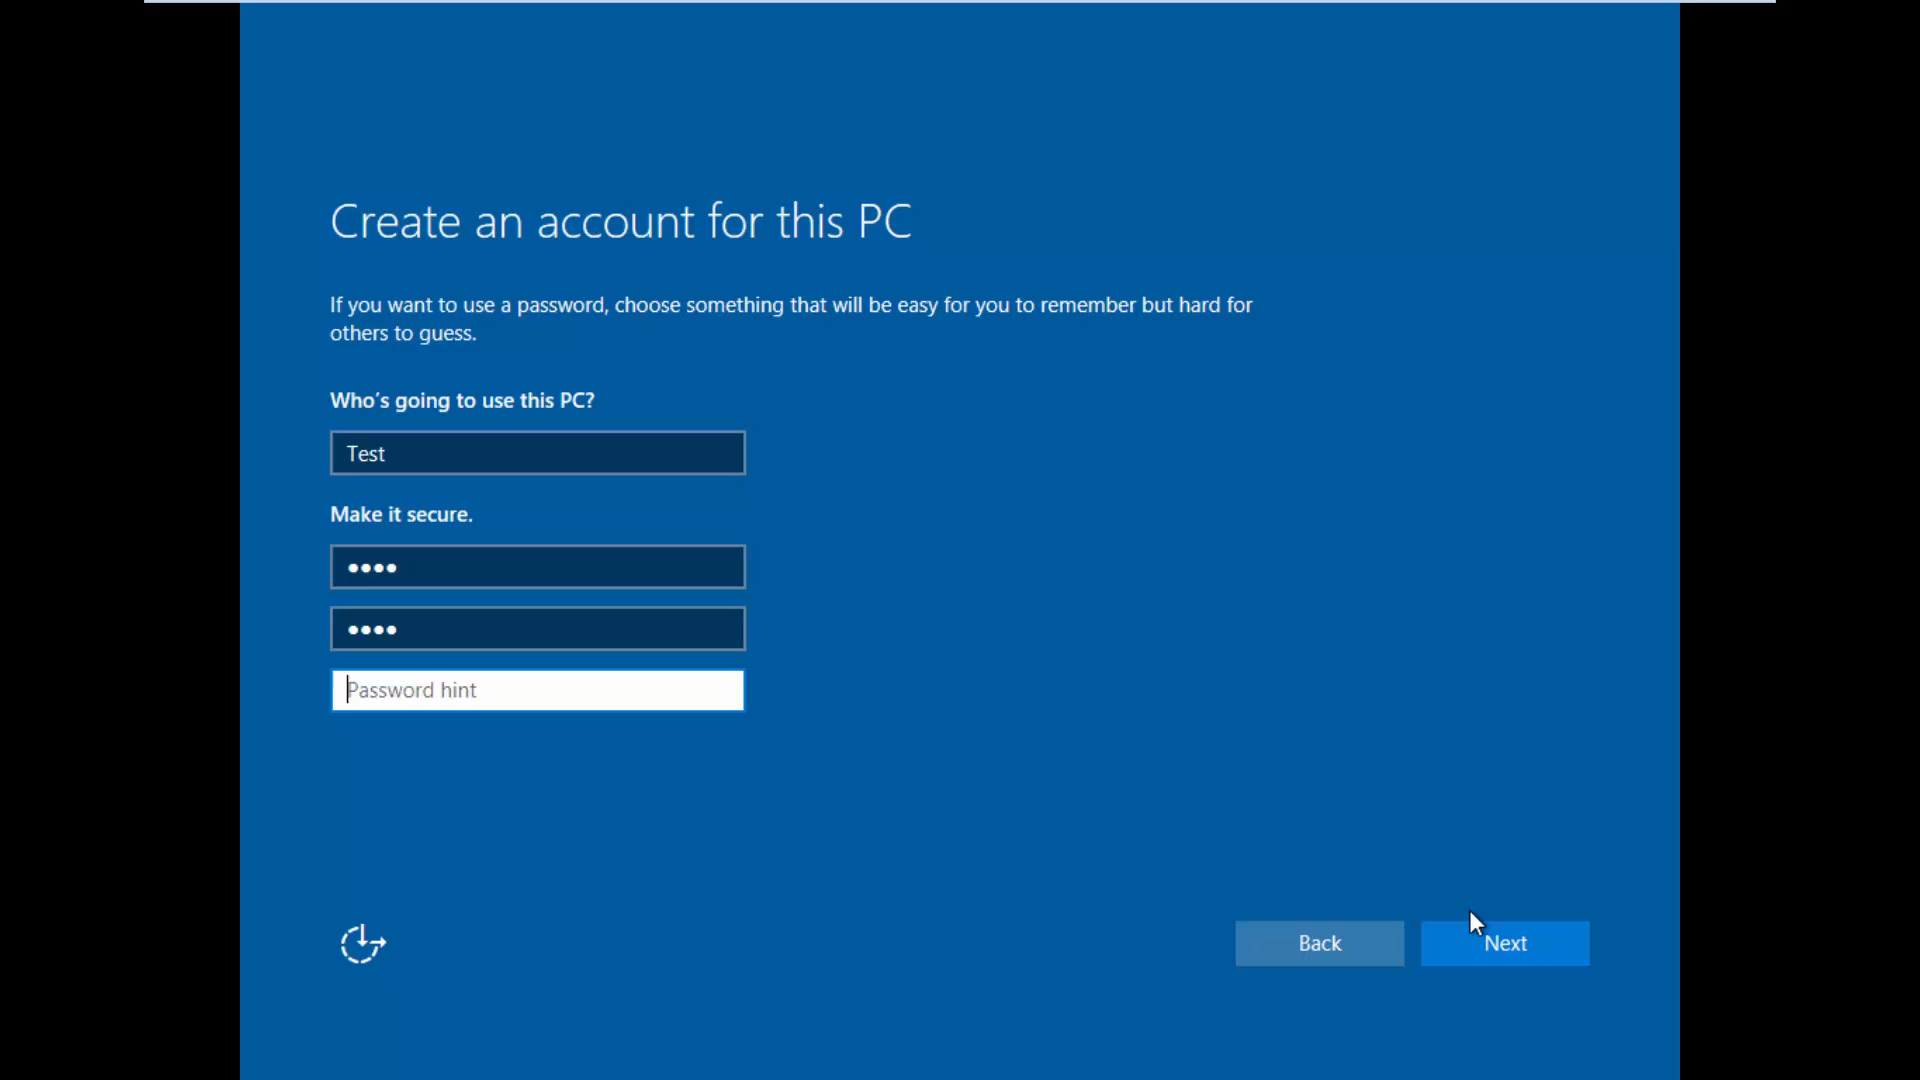 Create an account for this PC
If you want to use a password, choose something that will be easy for you to remember but hard for
others to guess.
Who's going to use this PC?
Test
Make it secure.
●●●●
●●●●
Password hint
Back
Next